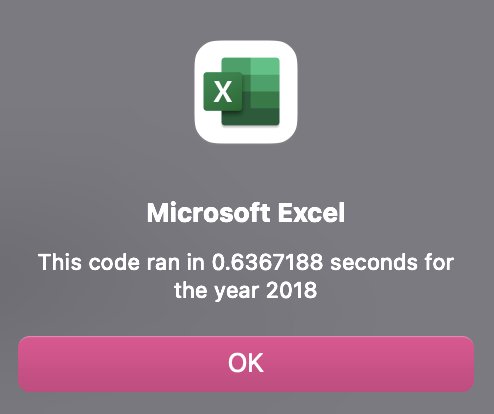 X
Microsoft Excel
This code ran in 0.6367188 seconds for
the year 2018
OK